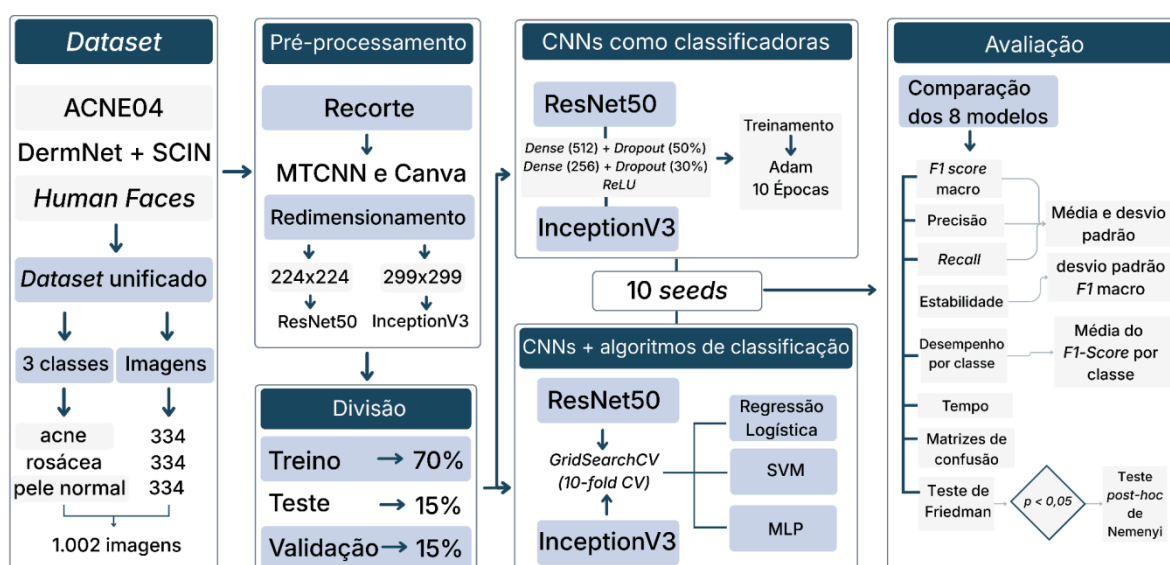 Dataset
ACNE04
DermNet + SCIN
Human Faces
Dataset unificado
3 classes
Imagens
acne
334
rosácea
334
pele normal
334
1.002 imagens
Pré-processamento
Recorte
MTCNN e Canva
Redimensionamento
224x224
299x299
ResNet50
InceptionV3
Divisão
Treino
70%
Teste
15%
Validação
15%
CNNs como classificadoras
ResNet50
Dense (512) + Dropout (50%)
Dense (256) + Dropout (30%)
ReLU
InceptionV3
Treinamento
Adam
10 Épocas
10 seeds
CNNs + algoritmos de classificação
ResNet50
GridSearchCV
(10-fold CV)
InceptionV3
Regressão
Logística
SVM
MLP
Avaliação
Comparação
dos 8 modelos
F1 score
macro
Precisão
Recall
Média e desvio
padrão
Estabilidade
desvio padrão
F1 macro
Desempenho
por classe
Média do
F1-Score por
classe
Tempo
Matrizes de
confusão
Teste de
Friedman
p < 0,05
Teste
post-hoc
de
Nemenyi